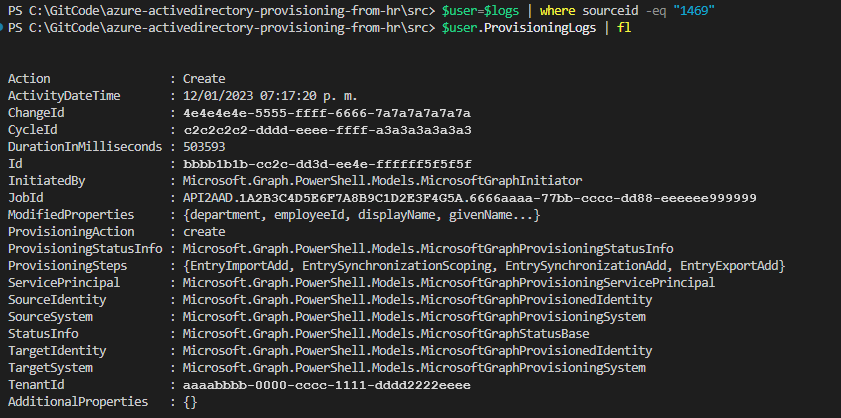 PS C:\GitCode\azure-activedirectory-provisioning-from-hr\src> $user=$logs | where sourceid -eq "1469"
PS C:\GitCode\azure-activedirectory-provisioning-from-hr\src> $user.ProvisioningLogs | fl
Action : Create
ActivityDateTime : 12/01/2023 07:17:20 p. m.
ChangeId : 4e4e4e4e-5555-ffff-6666-7a7a7a7a7a7a
CycleId : c2c2c2c2-dddd-eeee-ffff-a3a3a3a3a3a3
DurationInMilliseconds : 503593
Id : bbbb1b1b-cc2c-dd3d-ee4e-ffffff5f5f5f
InitiatedBy : Microsoft.Graph.PowerShell.Models.MicrosoftGraphInitiator
JobId : API2AAD.1A2B3C4D5E6F7A8B9C1D2E3F4G5A.6666aaaa-77bb-cccc-dd88-eeeeee999999
ModifiedProperties : {department, employeeId, displayName, givenName...}
ProvisioningAction : create
ProvisioningStatusInfo : Microsoft.Graph.PowerShell.Models.MicrosoftGraphProvisioningStatusInfo
ProvisioningSteps : {EntryImportAdd, EntrySynchronizationScoping, EntrySynchronizationAdd, EntryExportAdd}
ServicePrincipal : Microsoft.Graph.PowerShell.Models.MicrosoftGraphProvisioningServicePrincipal
SourceIdentity : Microsoft.Graph.PowerShell.Models.MicrosoftGraphProvisionedIdentity
SourceSystem : Microsoft.Graph.PowerShell.Models.MicrosoftGraphProvisioningSystem
StatusInfo : Microsoft.Graph.PowerShell.Models.MicrosoftGraphStatusBase
TargetIdentity : Microsoft.Graph.PowerShell.Models.MicrosoftGraphProvisionedIdentity
TargetSystem : Microsoft.Graph.PowerShell.Models.MicrosoftGraphProvisioningSystem
TenantId : aaaabbbb-0000-cccc-1111-dddd2222eeee
AdditionalProperties : {}